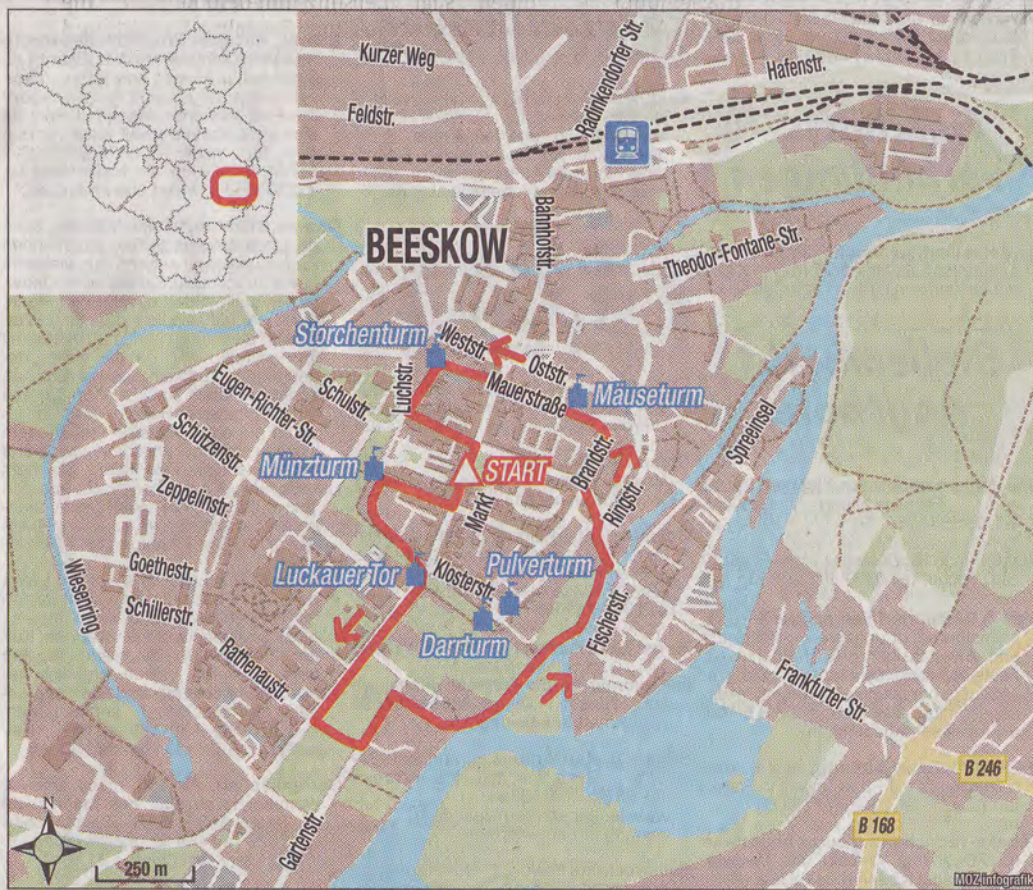 Kurzer Weg
Feldstr.
Radinkendorfer Str.
Hafenstr.
Bahnhofstr.
BEESKOW
Theodor-Fontane-Str.
Storchenturm
Weststr.
Oststr.
Mauerstraße
Mäuseturm
Luchstr.
Schulstr.
Eugen-Richter-Str.
Schützenstr.
Zeppelinstr.
Münzturm
START
Markt
Brandstr.
Ringstr.
Spreeinsel
Wiesenring
Goethestr.
Schillerstr.
Luckauer Tor
Klosterstr.
Pulverturm
Darrturm
Fischerstr.
Rathenaustr.
Frankfurter Str.
Gartenstr.
B 246
B 168
N
250 m
MOZ infografik